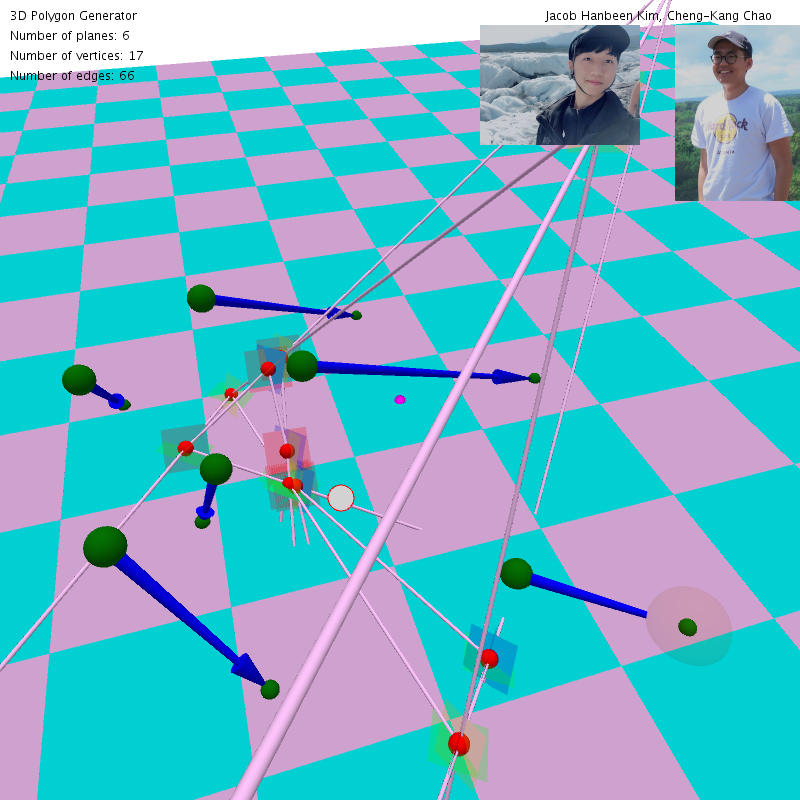 3D Polygon Generator
Jacob Hanbeen Kim, Cheng-Kang Chao
Number of planes: 6
Number of vertices: 17
Number of edges: 66